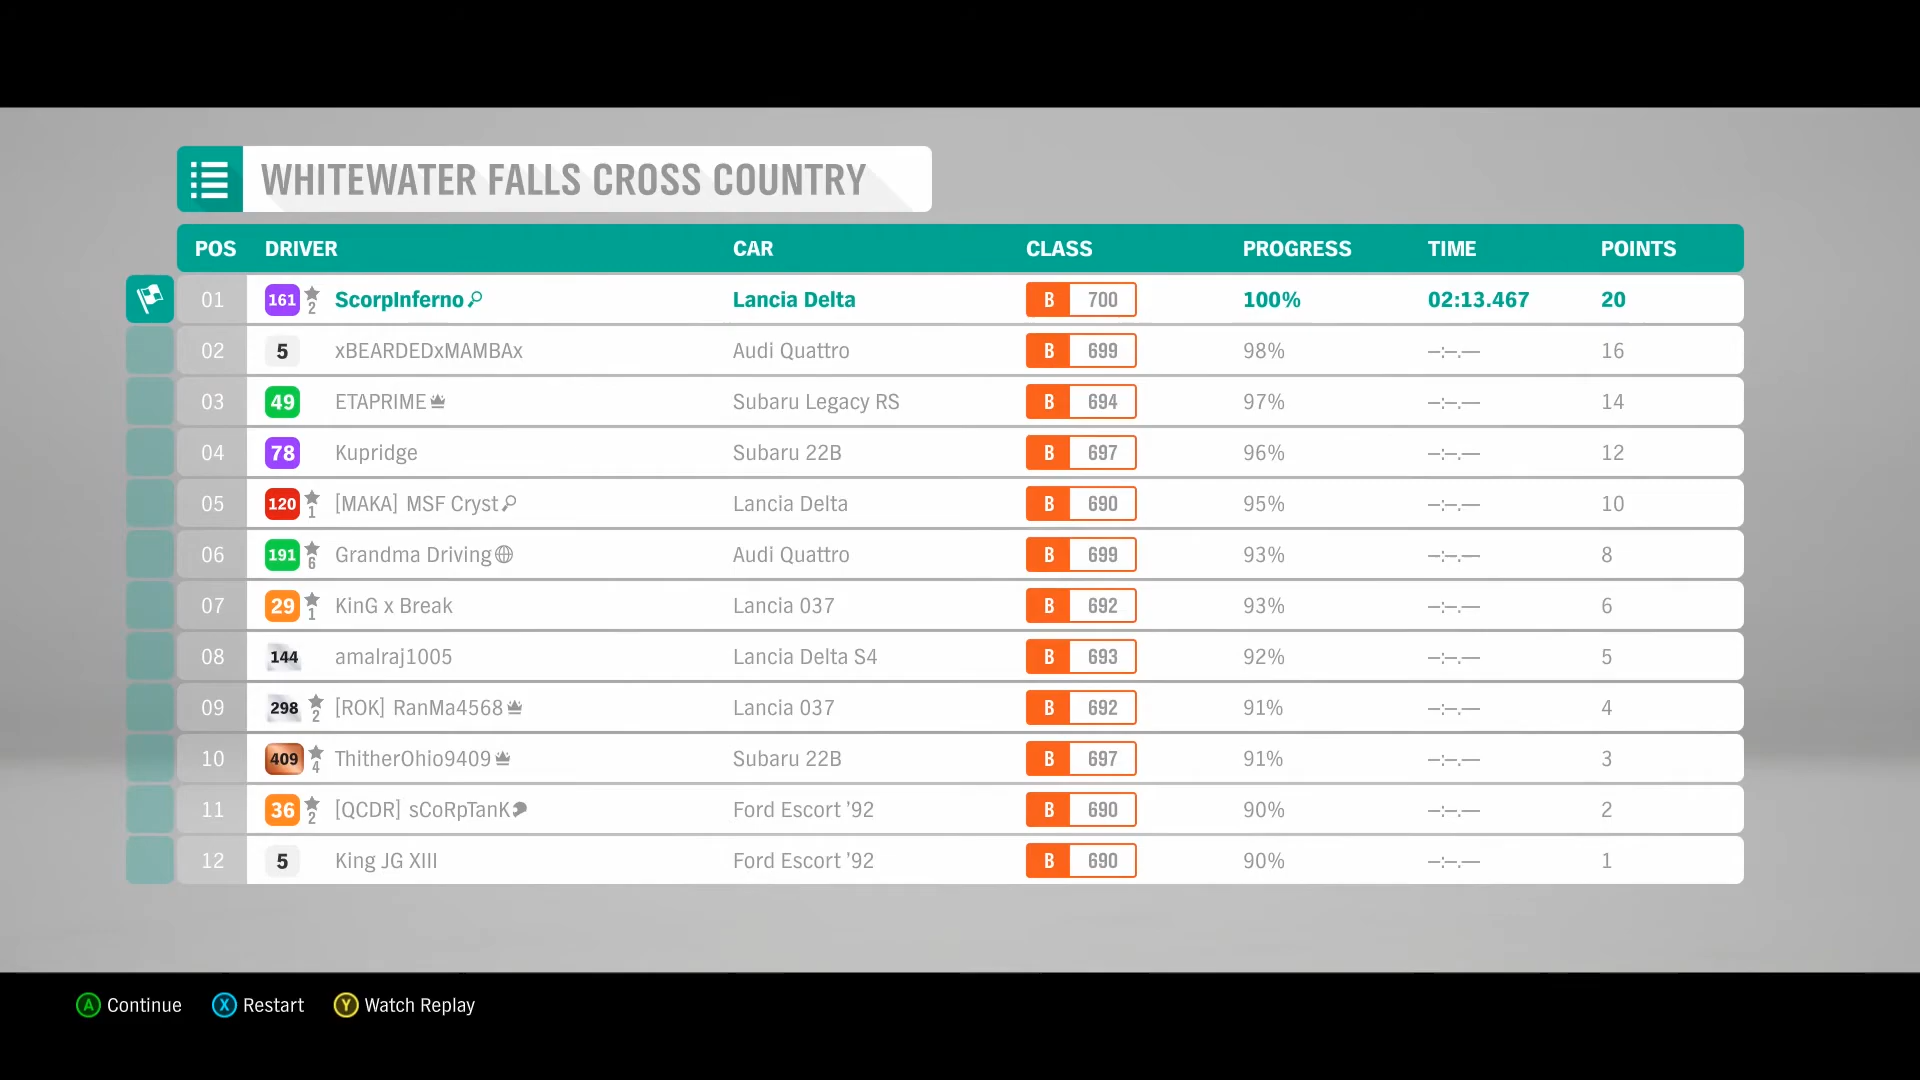 WHITEWATER FALLS CROSS COUNTRY
POS DRIVER CAR CLASS PROGRESS TIME POINTS
01 161 2 ScorpInferno Lancia Delta B 700 100% 02:13.467 20
02 5 xBEARDEDxMAMBAx Audi Quattro B 699 98% --:--.--- 16
03 49 ETAPRIME Subaru Legacy RS B 694 97% --:--.--- 14
04 78 Kupridge Subaru 22B B 697 96% --:--.--- 12
05 120 1 [MAKA] MSF Cryst Lancia Delta B 690 95% --:--.--- 10
06 191 6 Grandma Driving Audi Quattro B 699 93% --:--.--- 8
07 29 1 KinG x Break Lancia 037 B 692 93% --:--.--- 6
08 144 amalraj1005 Lancia Delta S4 B 693 92% --:--.--- 5
09 298 2 [ROK] RanMa4568 Lancia 037 B 692 91% --:--.--- 4
10 409 4 ThitherOhio9409 Subaru 22B B 697 91% --:--.--- 3
11 36 2 [QCDR] sCoRpTanK Ford Escort ’92 B 690 90% --:--.--- 2
12 5 King JG XIII Ford Escort ’92 B 690 90% --:--.--- 1
A Continue X Restart Y Watch Replay